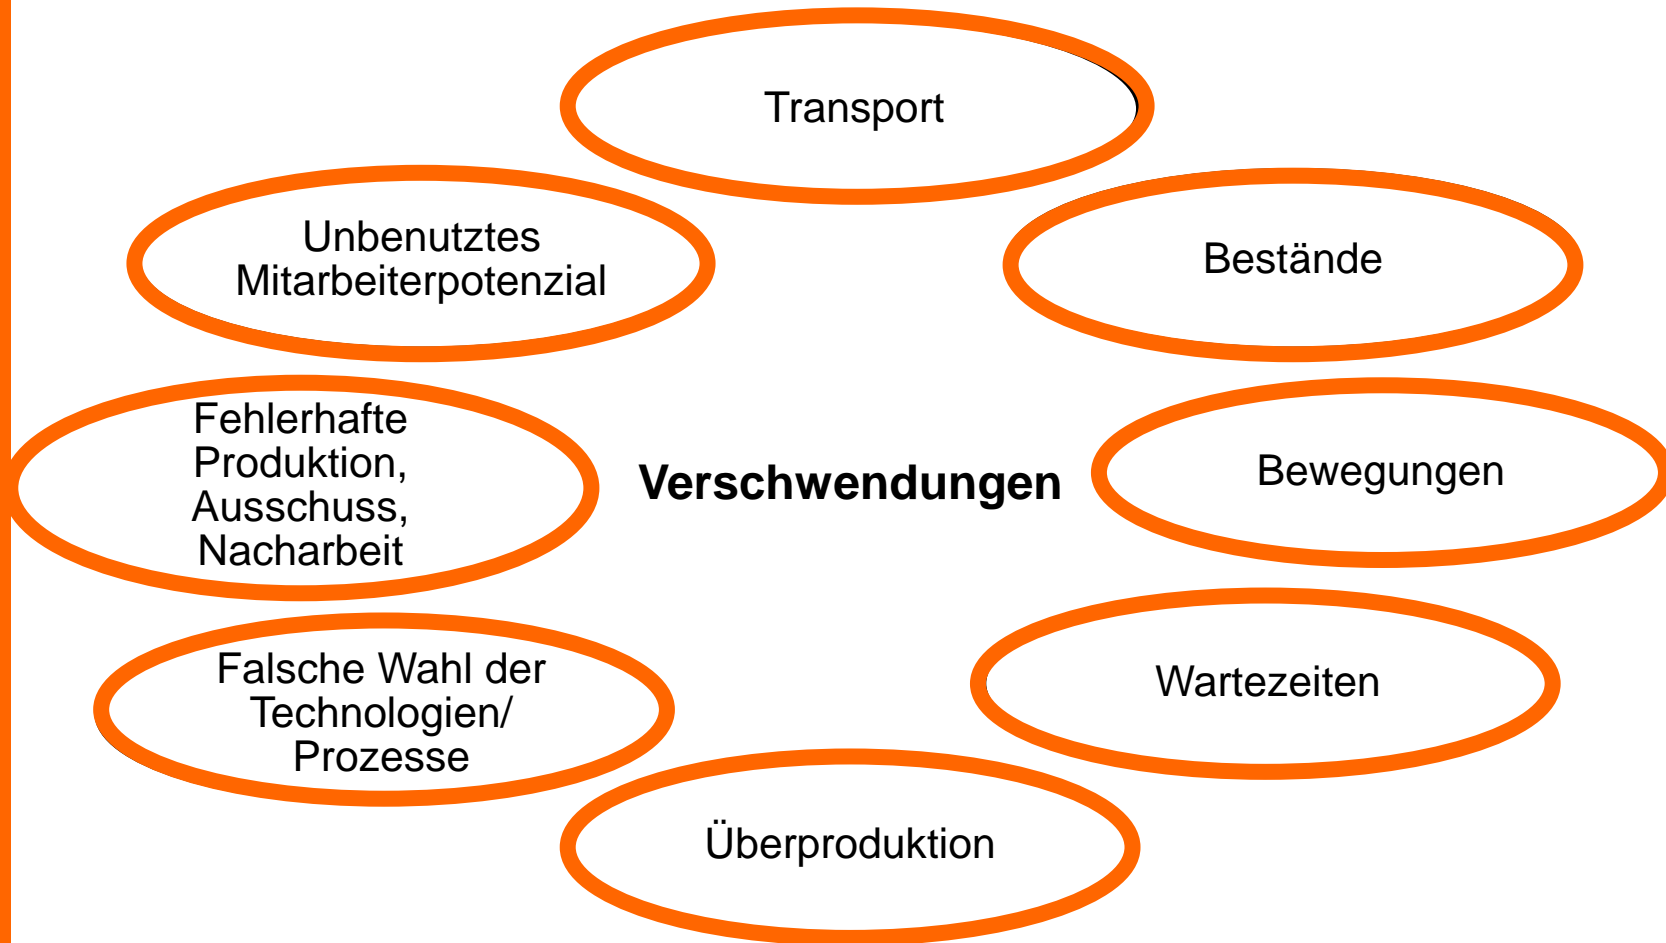 Transport
Unbenutztes
Mitarbeiterpotenzial
Bestände
Fehlerhafte
Produktion,
Ausschuss,
Nacharbeit
Verschwendungen
Bewegungen
Falsche Wahl der
Technologien/
Prozesse
Wartezeiten
Überproduktion